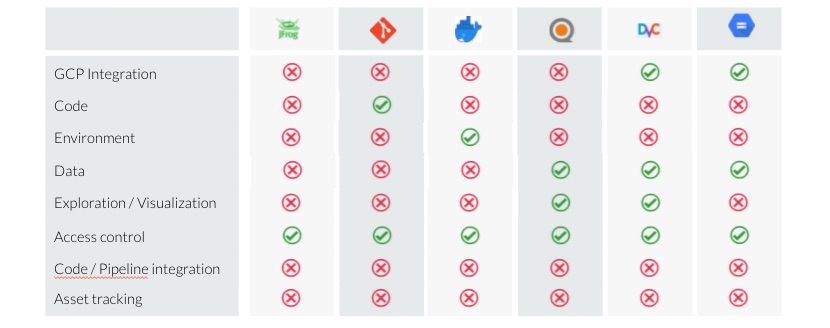 jFrog
DVC
GCP Integration
Code
Environment
Data
Exploration / Visualization
Access control
Code / Pipeline integration
Asset tracking